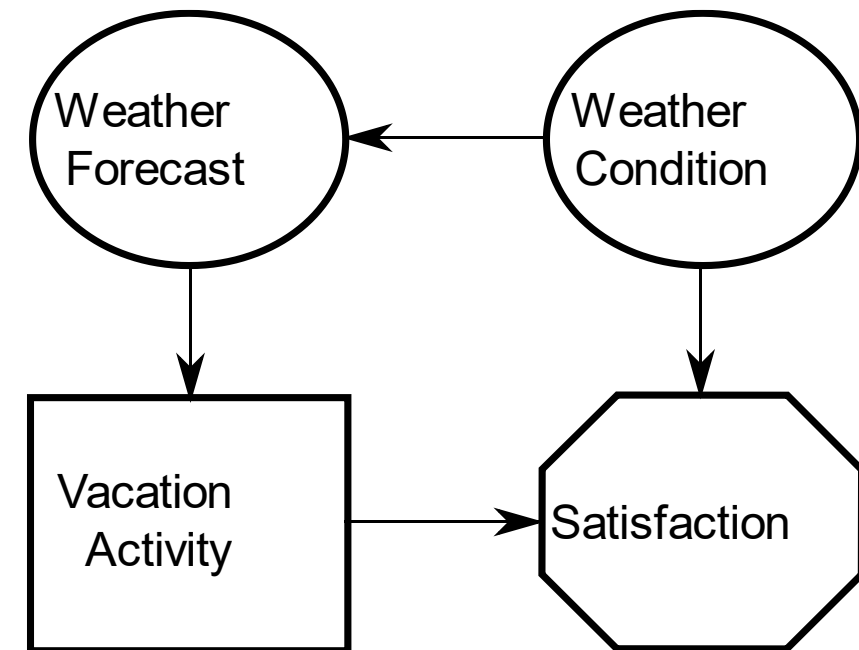 Weather
Forecast
Weather
Condition
Vacation
Activity
Satisfaction